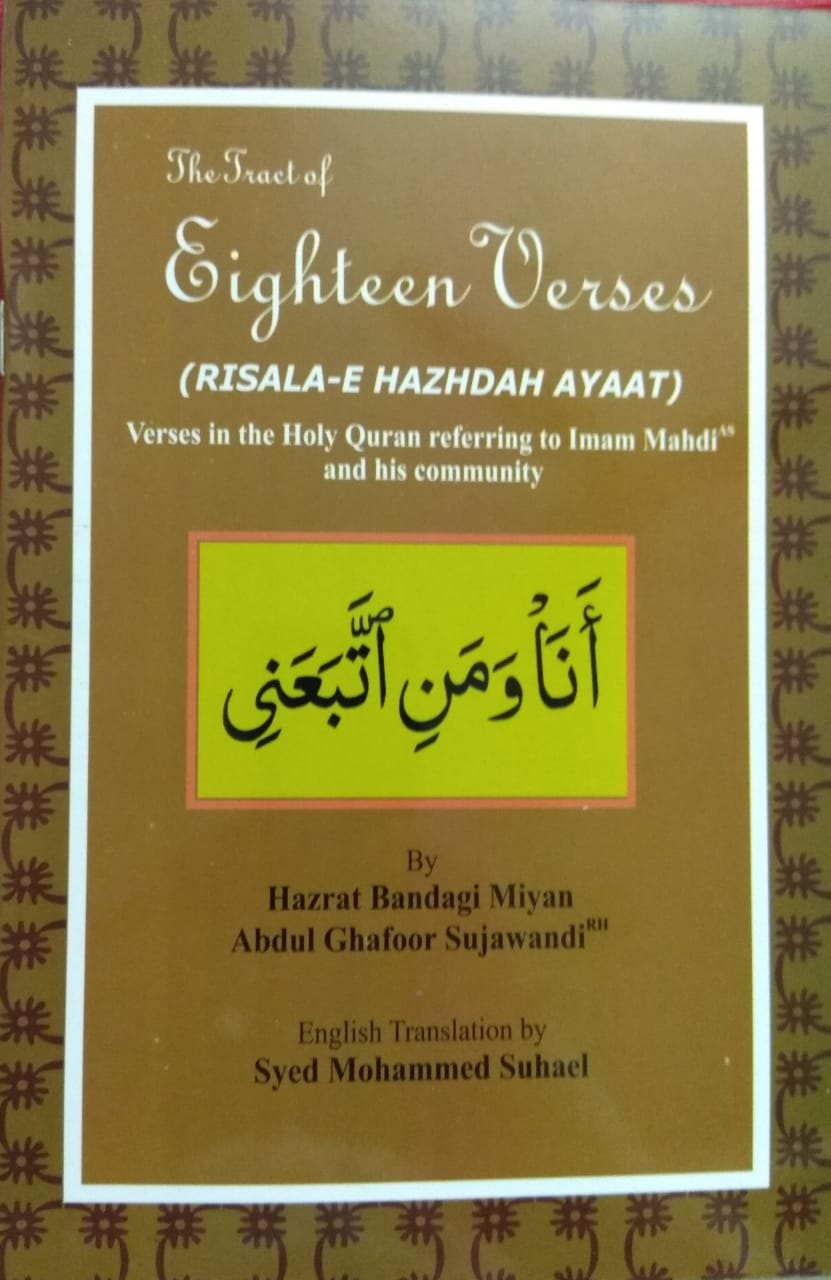 The Tract of
Eighteen Verses
(RISALA-E HAZHDAH AYAAT)
Verses in the Holy Quran referring to Imam Mahdi^AS
and his community
أَنَا۠ وَمَنِ ٱتَّبَعَنِى
By
Hazrat Bandagi Miyan
Abdul Ghafoor Sujawandi^RH
English Translation by
Syed Mohammed Suhael